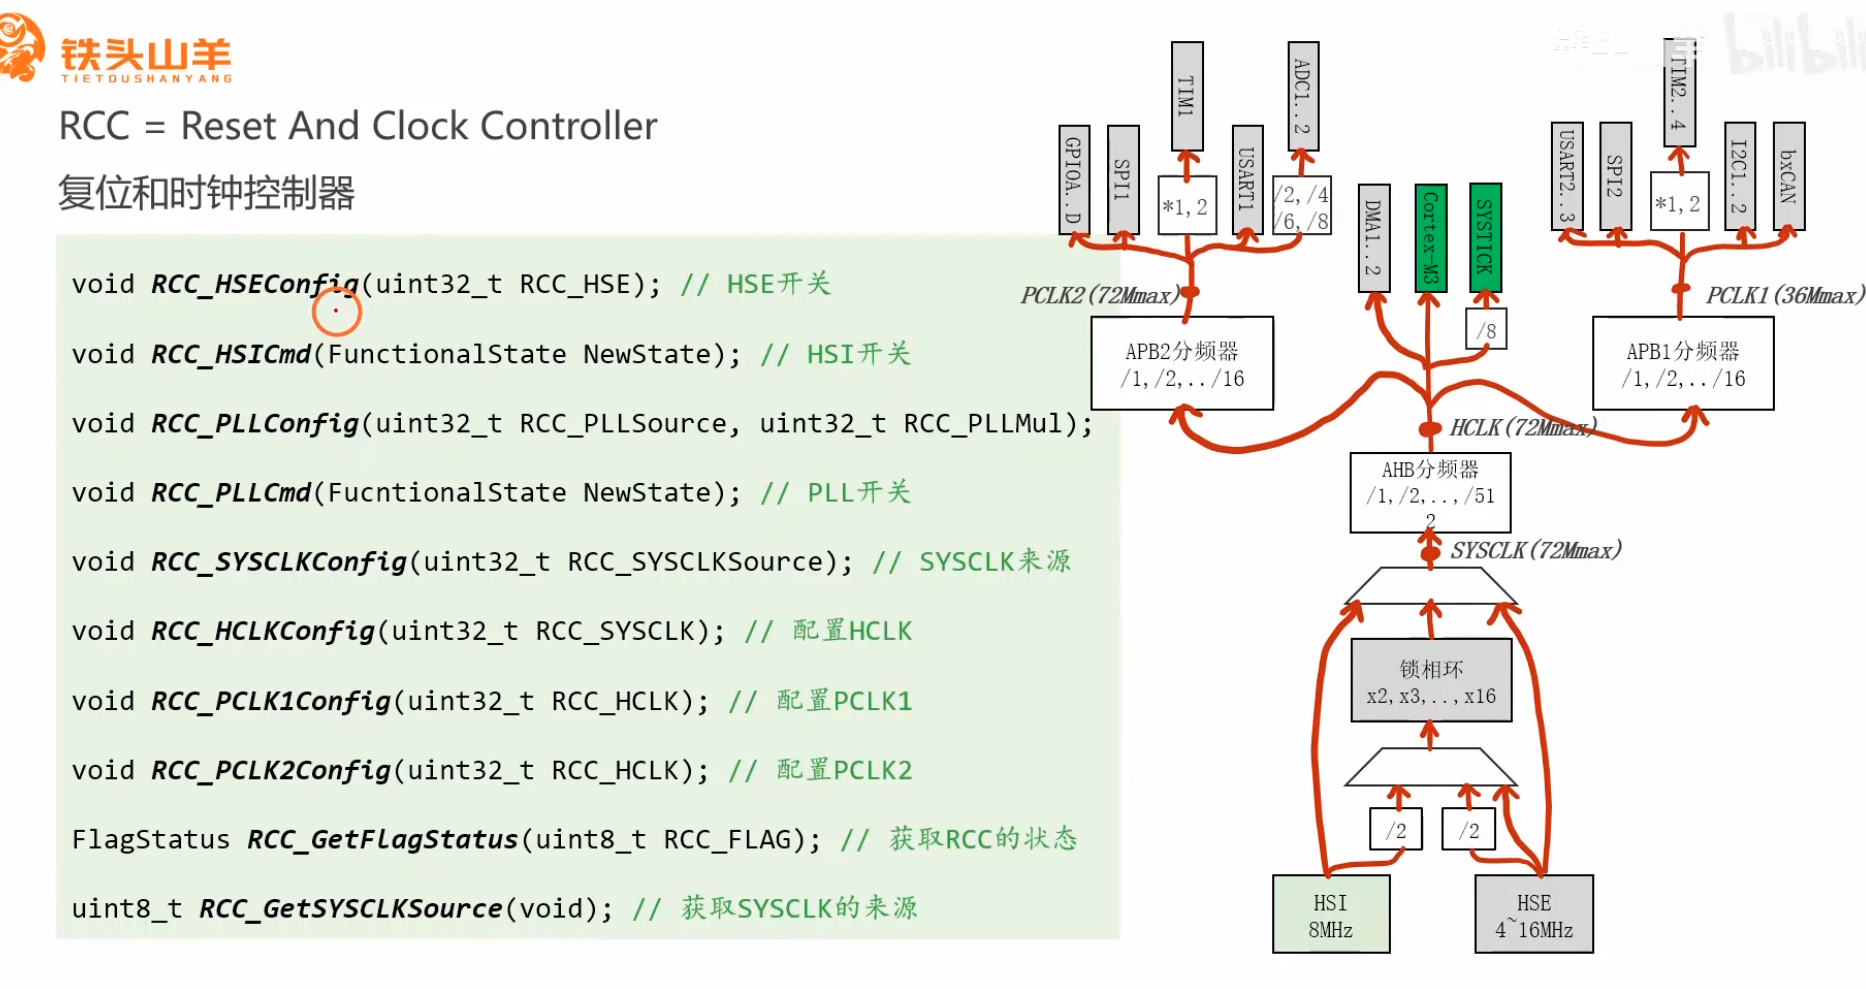 铁头山羊
TIETOUSHANYANG
bilibili
RCC = Reset And Clock Controller
复位和时钟控制器
void RCC_HSEConfig(uint32_t RCC_HSE); // HSE开关
void RCC_HSICmd(FunctionalState NewState); // HSI开关
void RCC_PLLConfig(uint32_t RCC_PLLSource, uint32_t RCC_PLLMul);
void RCC_PLLCmd(FucntionalState NewState); // PLL开关
void RCC_SYSCLKConfig(uint32_t RCC_SYSCLKSource); // SYSCLK来源
void RCC_HCLKConfig(uint32_t RCC_SYSCLK); // 配置HCLK
void RCC_PCLK1Config(uint32_t RCC_HCLK); // 配置PCLK1
void RCC_PCLK2Config(uint32_t RCC_HCLK); // 配置PCLK2
FlagStatus RCC_GetFlagStatus(uint8_t RCC_FLAG); // 获取RCC的状态
uint8_t RCC_GetSYSCLKSource(void); // 获取SYSCLK的来源
GPIOA..D
SPI1
TIM1
USART1
ADC1..2
*1,2
/2,/4
/6,/8
DMA1..2
Cortex-M3
SYSTICK
/8
USART2..3
SPI2
TIM2..4
I2C1..2
bxCAN
*1,2
PCLK2(72Mmax)
PCLK1(36Mmax)
APB2分频器
/1,/2,../16
APB1分频器
/1,/2,../16
HCLK(72Mmax)
AHB分频器
/1,/2,..,/51
2
SYSCLK(72Mmax)
锁相环
x2,x3,..,x16
/2
/2
HSI
8MHz
HSE
4~16MHz